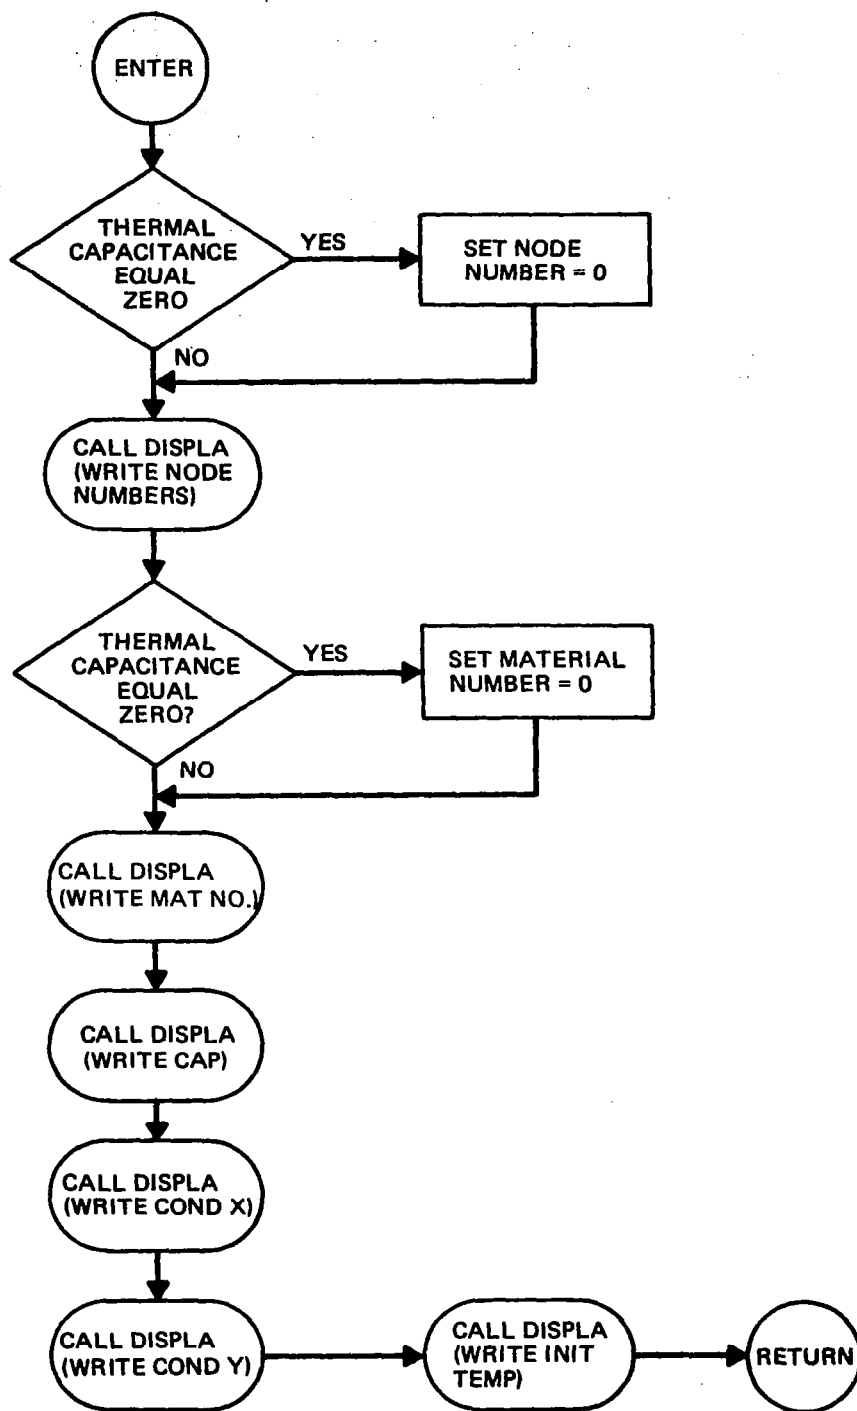 ENTER
THERMAL
CAPACITANCE
EQUAL
ZERO
YES
SET NODE
NUMBER = 0
NO
CALL DISPLA
(WRITE NODE
NUMBERS)
THERMAL
CAPACITANCE
EQUAL
ZERO?
YES
SET MATERIAL
NUMBER = 0
NO
CALL DISPLA
(WRITE MAT NO.)
CALL DISPLA
(WRITE CAP)
CALL DISPLA
(WRITE COND X)
CALL DISPLA
(WRITE COND Y)
CALL DISPLA
(WRITE INIT
TEMP)
RETURN